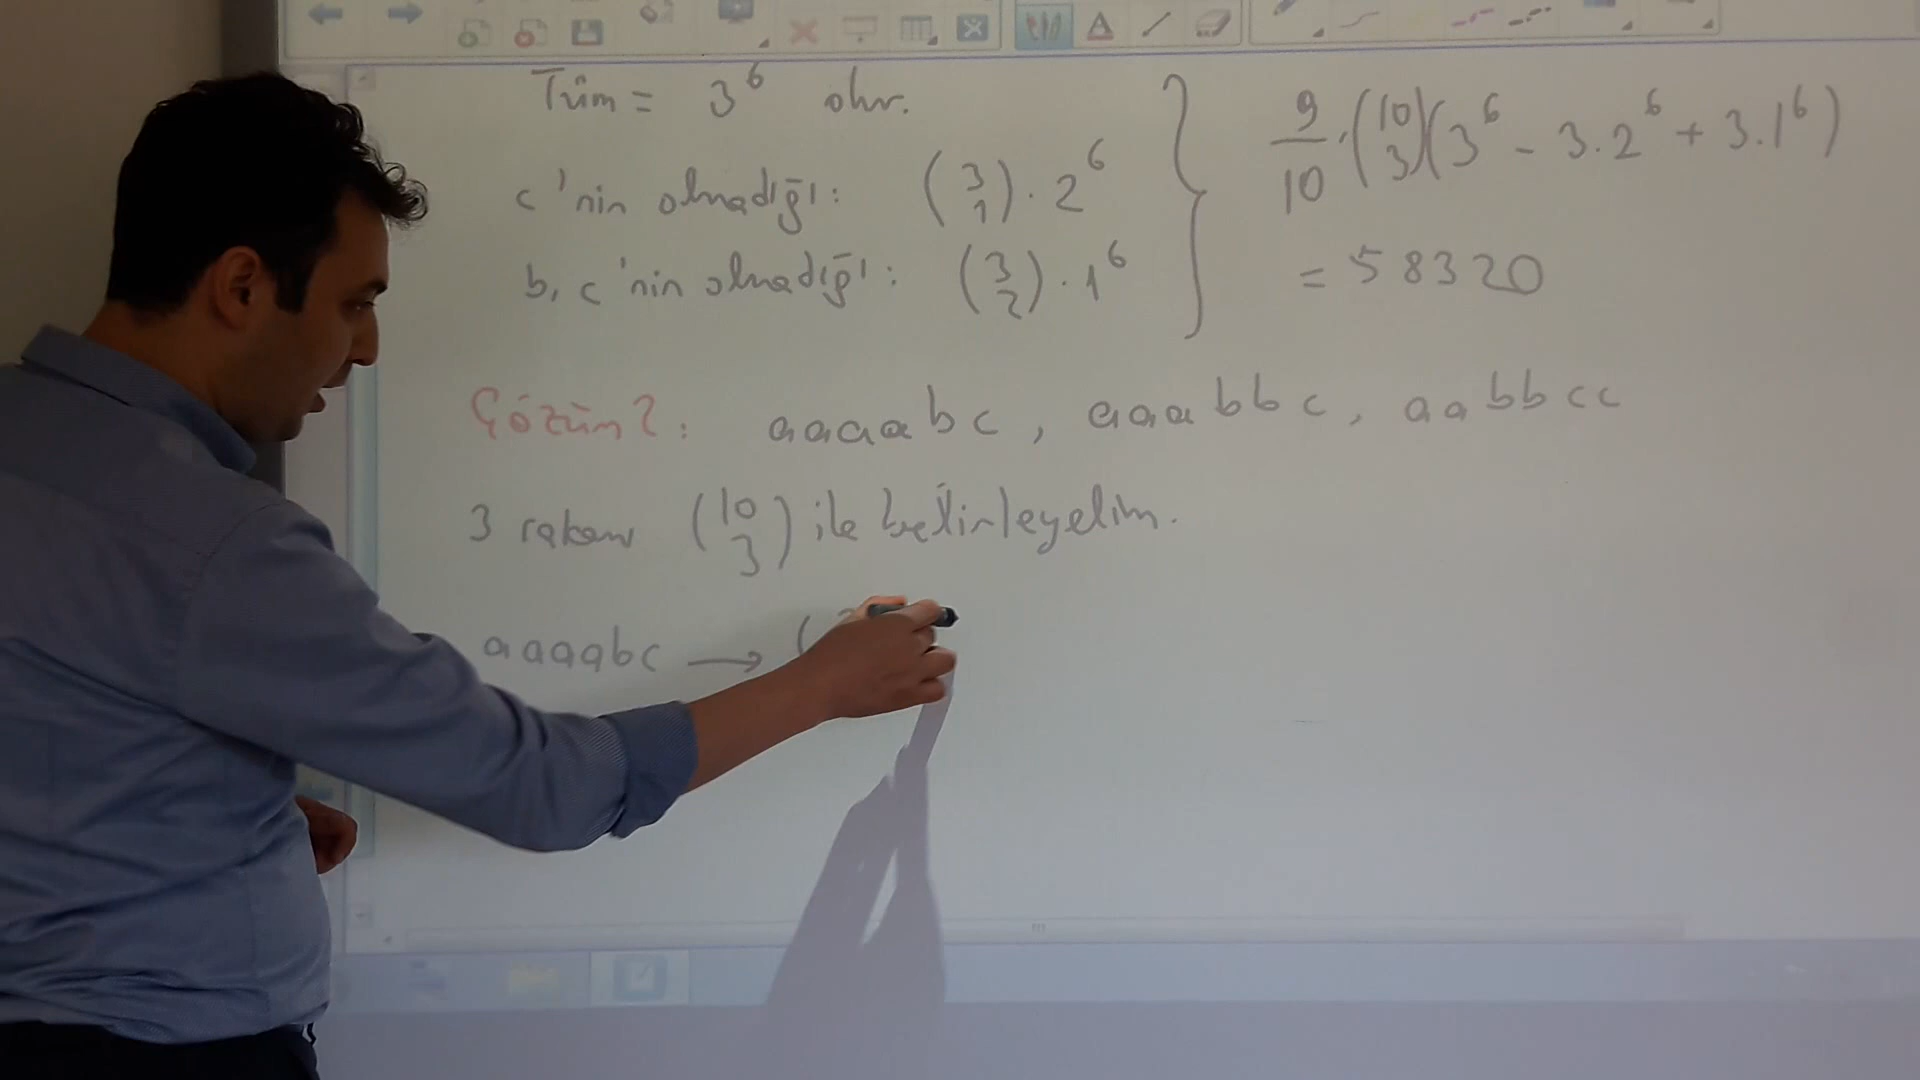 Tüm = 3^6 olur.
c'nin olmadığı: (3 1) . 2^6
b, c'nin olmadığı: (3 2) . 1^6
9/10 . (10 3)(3^6 - 3.2^6 + 3.1^6)
= 58320
Çözüm 2: aaaabc, aaabbc, aabbcc
3 rakam (10 3) ile belirleyelim.
aaaabc → (